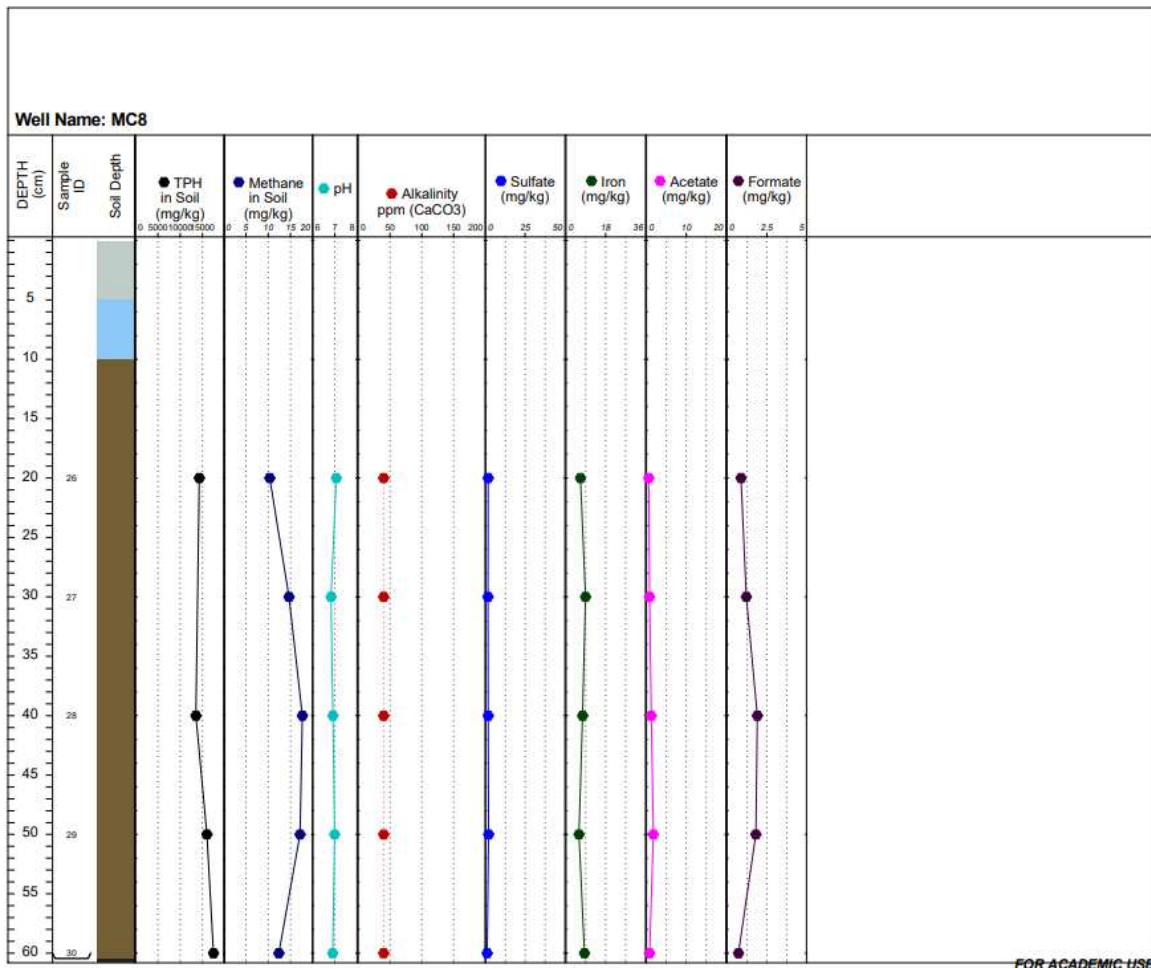 Well Name: MC8
DEPTH
(cm)
Sample
ID
Soil Depth
TPH
in Soil
(mg/kg)
Methane
in Soil
(mg/kg)
pH
Alkalinity
ppm (CaCO3)
Sulfate
(mg/kg)
Iron
(mg/kg)
Acetate
(mg/kg)
Formate
(mg/kg)
0 5000 10000 15000
0 5 10 15 20
6 7 8
0 50 100 150 200
0 25 50
0 18 36
0 10 20
0 2.5 5
5
10
15
20 26
25
30 27
35
40 28
45
50 29
55
60 30
FOR ACADEMIC USE